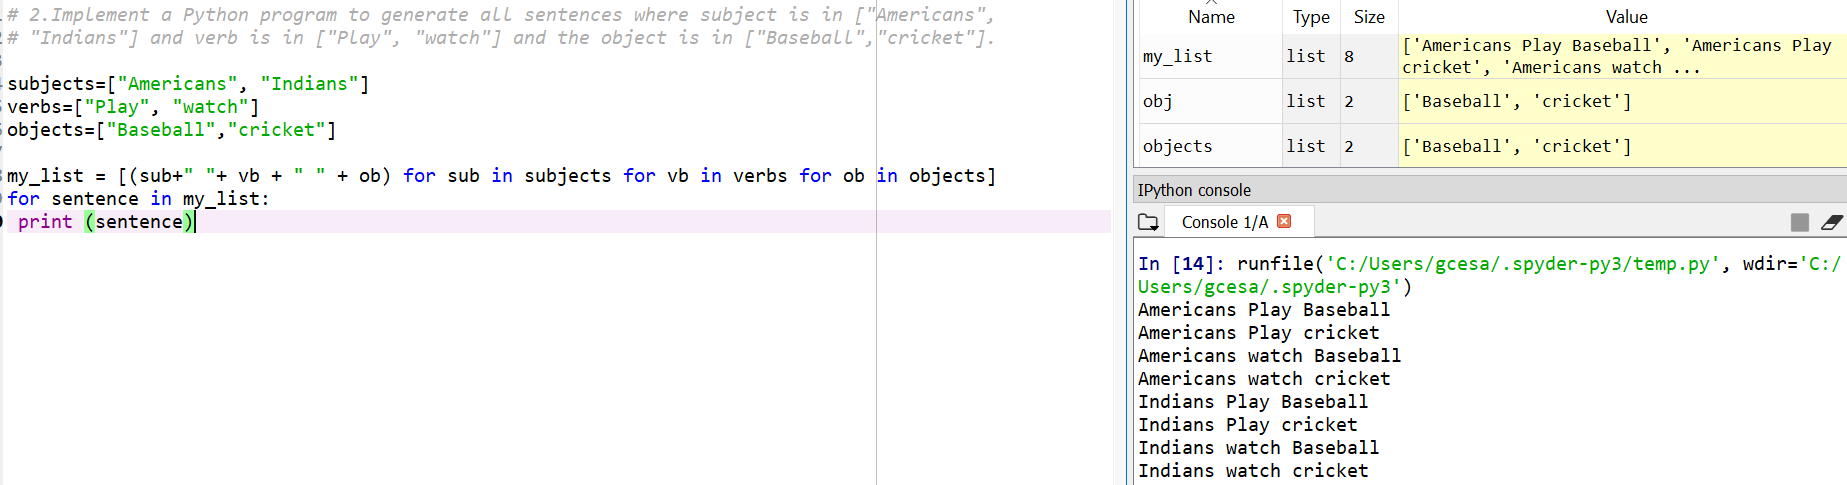 # 2.Implement a Python program to generate all sentences where subject is in ["Americans",
# "Indians"] and verb is in ["Play", "watch"] and the object is in ["Baseball","cricket"].
subjects=["Americans", "Indians"]
verbs=["Play", "watch"]
objects=["Baseball","cricket"]
my_list = [(sub+" "+ vb + " " + ob) for sub in subjects for vb in verbs for ob in objects]
for sentence in my_list:
print (sentence)
Name Type Size Value
my_list list 8 ['Americans Play Baseball', 'Americans Play
cricket', 'Americans watch ...
obj list 2 ['Baseball', 'cricket']
objects list 2 ['Baseball', 'cricket']
IPython console
Console 1/A
In [14]: runfile('C:/Users/gcesa/.spyder-py3/temp.py', wdir='C:/
Users/gcesa/.spyder-py3')
Americans Play Baseball
Americans Play cricket
Americans watch Baseball
Americans watch cricket
Indians Play Baseball
Indians Play cricket
Indians watch Baseball
Indians watch cricket